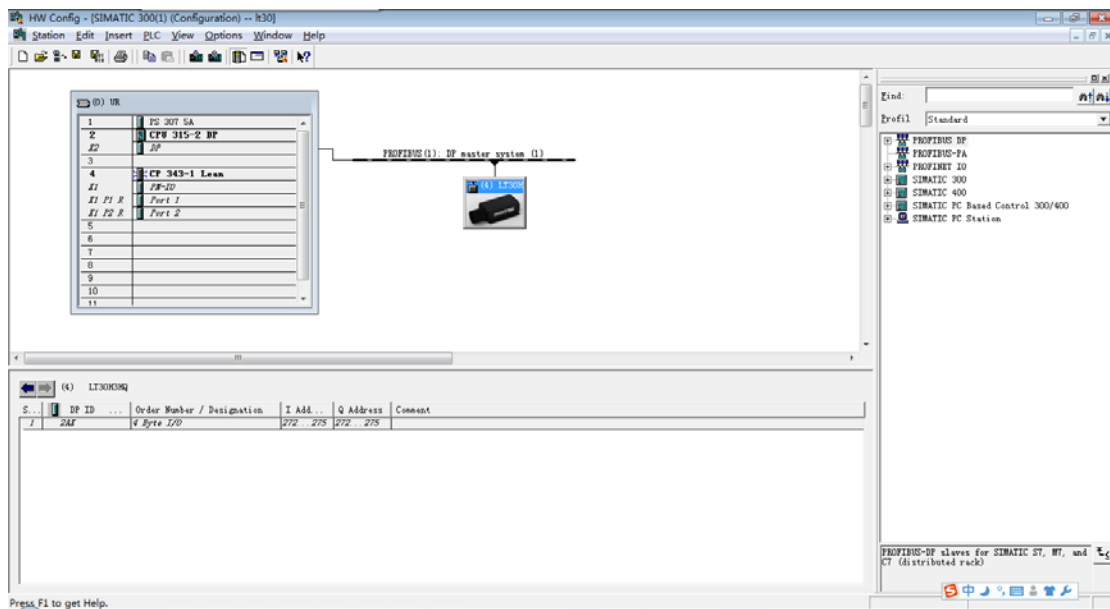 HW Config - [SIMATIC 300(1) (Configuration) -- lt30]
Station Edit Insert PLC View Options Window Help
(0) UR
1 PS 307 5A
2 CPU 315-2 DP
X2 DP
3
4 CP 343-1 Lean
X1 PN-IO
X1 P1 R Port 1
X1 P2 R Port 2
5
6
7
8
9
10
11
PROFIBUS(1): DP master system (1)
(4) LT30H
Find:
Profil Standard
PROFIBUS DP
PROFIBUS-PA
PROFINET IO
SIMATIC 300
SIMATIC 400
SIMATIC PC Based Control 300/400
SIMATIC PC Station
(4) LT30H3MQ
S... DP ID ... Order Number / Designation I Add... Q Address Comment
1 2AX 4 Byte I/O 272...275 272...275
PROFIBUS-DP slaves for SIMATIC S7, M7, and
C7 (distributed rack)
中
Press F1 to get Help.